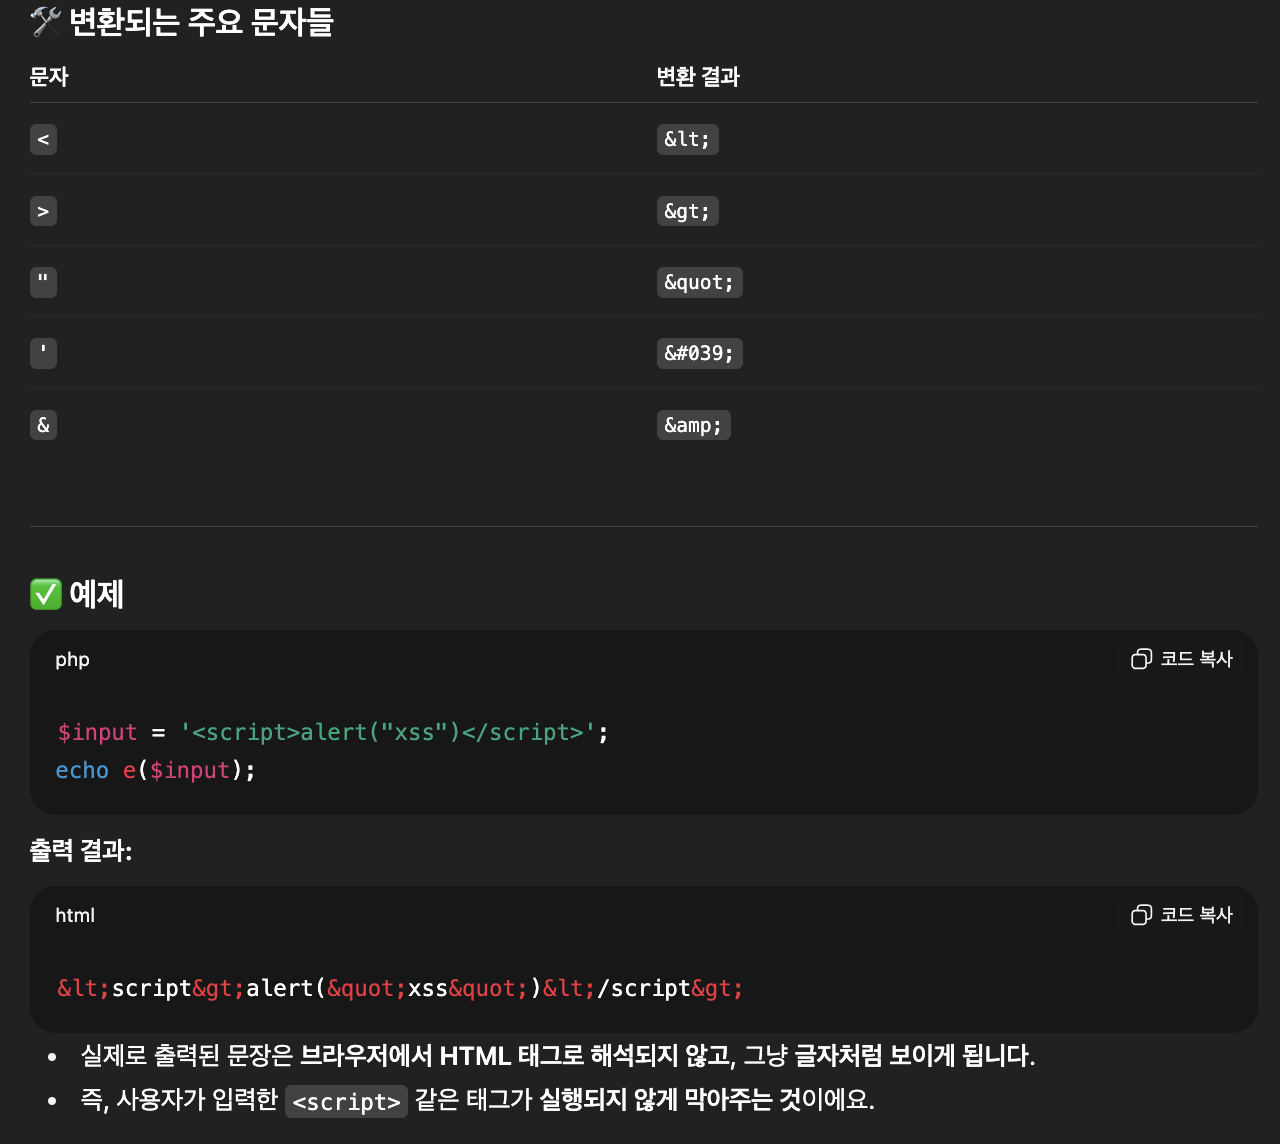 🛠 변환되는 주요 문자들
문자 변환 결과
< &lt;
> &gt;
" &quot;
' &#039;
& &amp;
✅ 예제
php 코드 복사
$input = '<script>alert("xss")</script>';
echo e($input);
출력 결과:
html 코드 복사
&lt;script&gt;alert(&quot;xss&quot;)&lt;/script&gt;
• 실제로 출력된 문장은 브라우저에서 HTML 태그로 해석되지 않고, 그냥 글자처럼 보이게 됩니다.
• 즉, 사용자가 입력한 <script> 같은 태그가 실행되지 않게 막아주는 것이에요.